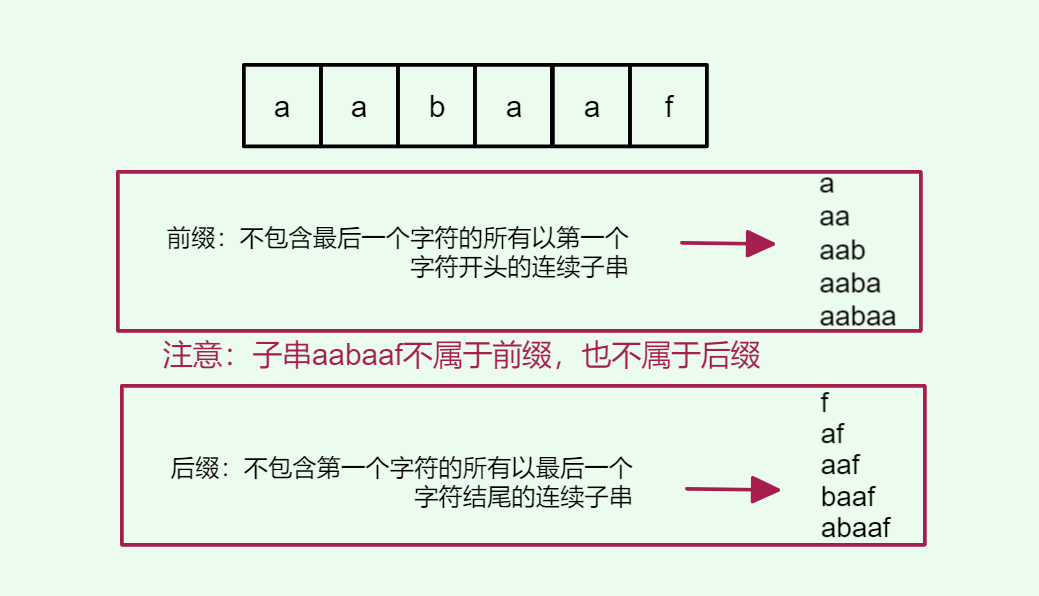 a a b a a f
前缀：不包含最后一个字符的所有以第一个
字符开头的连续子串
a
aa
aab
aaba
aabaa
注意：子串aabaaf不属于前缀，也不属于后缀
后缀：不包含第一个字符的所有以最后一个
字符结尾的连续子串
f
af
aaf
baaf
abaaf